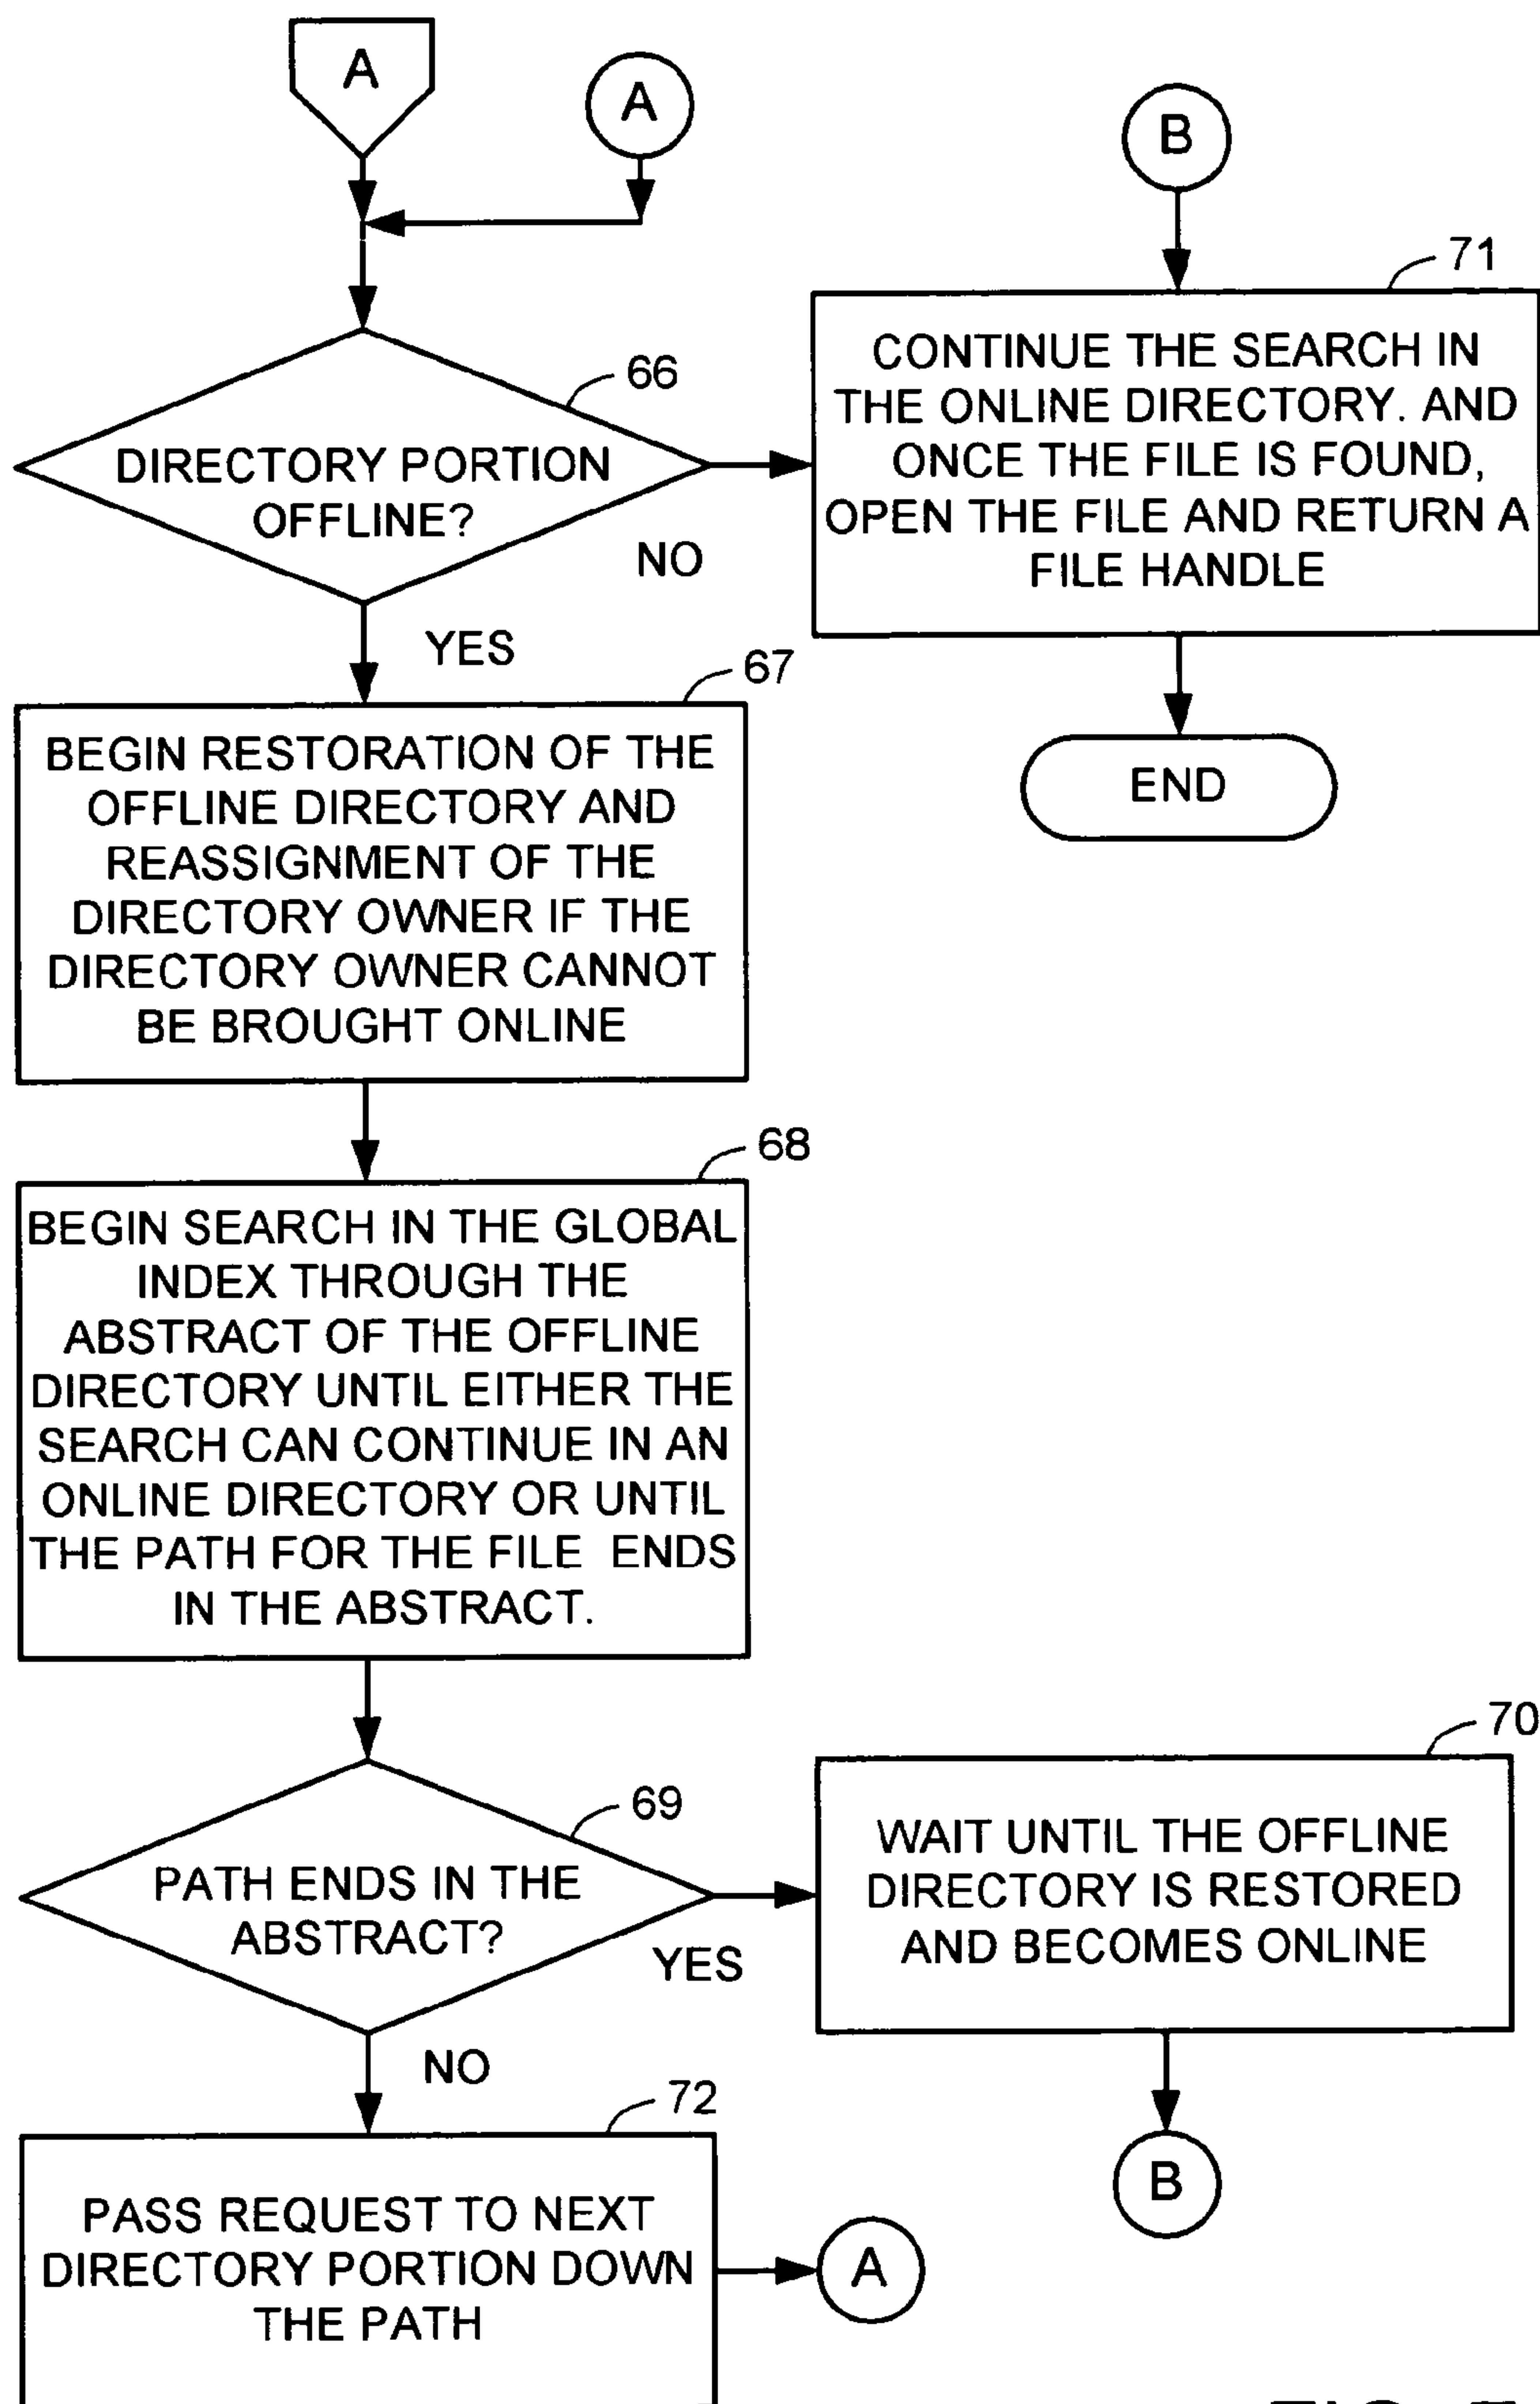 A
A
B
66
DIRECTORY PORTION
OFFLINE?
NO
YES
71
CONTINUE THE SEARCH IN
THE ONLINE DIRECTORY. AND
ONCE THE FILE IS FOUND,
OPEN THE FILE AND RETURN A
FILE HANDLE
END
67
BEGIN RESTORATION OF THE
OFFLINE DIRECTORY AND
REASSIGNMENT OF THE
DIRECTORY OWNER IF THE
DIRECTORY OWNER CANNOT
BE BROUGHT ONLINE
68
BEGIN SEARCH IN THE GLOBAL
INDEX THROUGH THE
ABSTRACT OF THE OFFLINE
DIRECTORY UNTIL EITHER THE
SEARCH CAN CONTINUE IN AN
ONLINE DIRECTORY OR UNTIL
THE PATH FOR THE FILE ENDS
IN THE ABSTRACT.
69
PATH ENDS IN THE
ABSTRACT?
YES
NO
70
WAIT UNTIL THE OFFLINE
DIRECTORY IS RESTORED
AND BECOMES ONLINE
B
72
PASS REQUEST TO NEXT
DIRECTORY PORTION DOWN
THE PATH
A